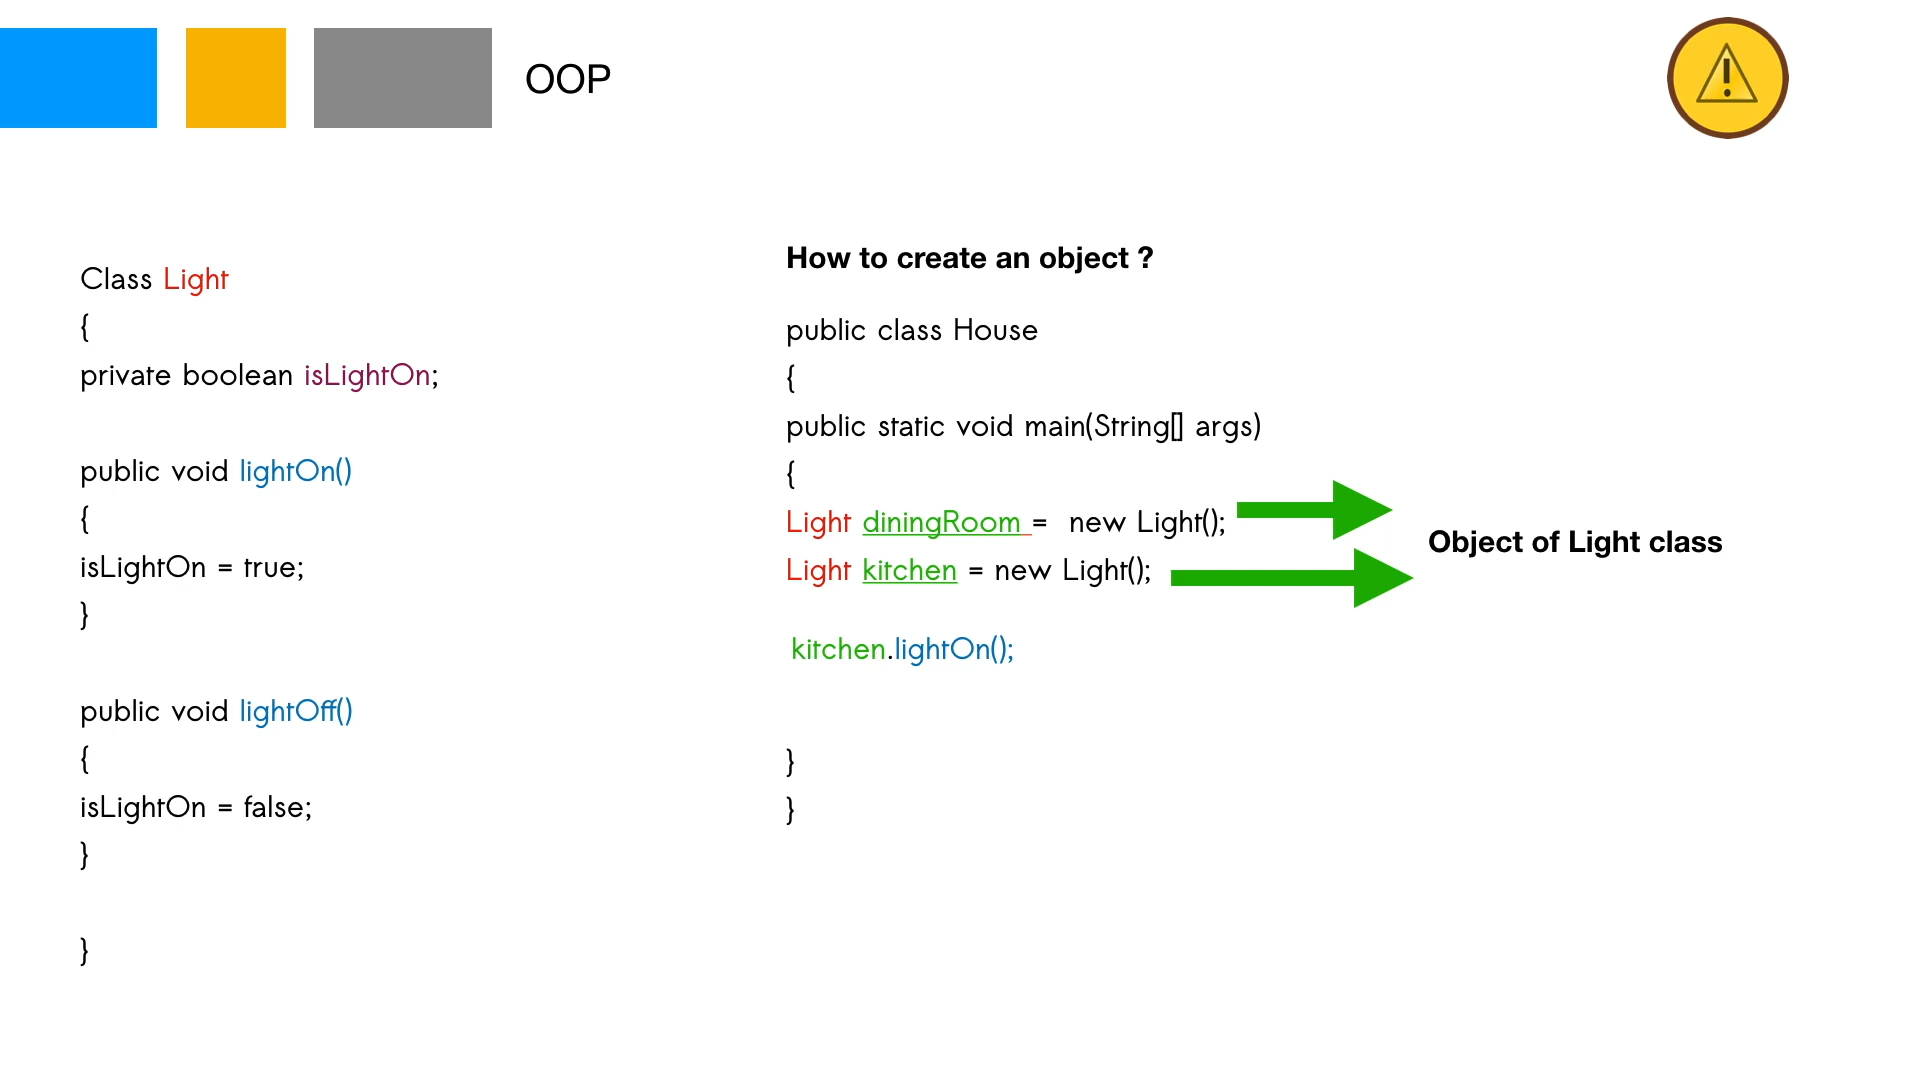 OOP
Class Light
{
private boolean isLightOn;
public void lightOn()
{
isLightOn = true;
}
public void lightOff()
{
isLightOn = false;
}
}
How to create an object ?
public class House
{
public static void main(String[] args)
{
Light diningRoom = new Light();
Light kitchen = new Light();
kitchen.lightOn();
}
}
Object of Light class